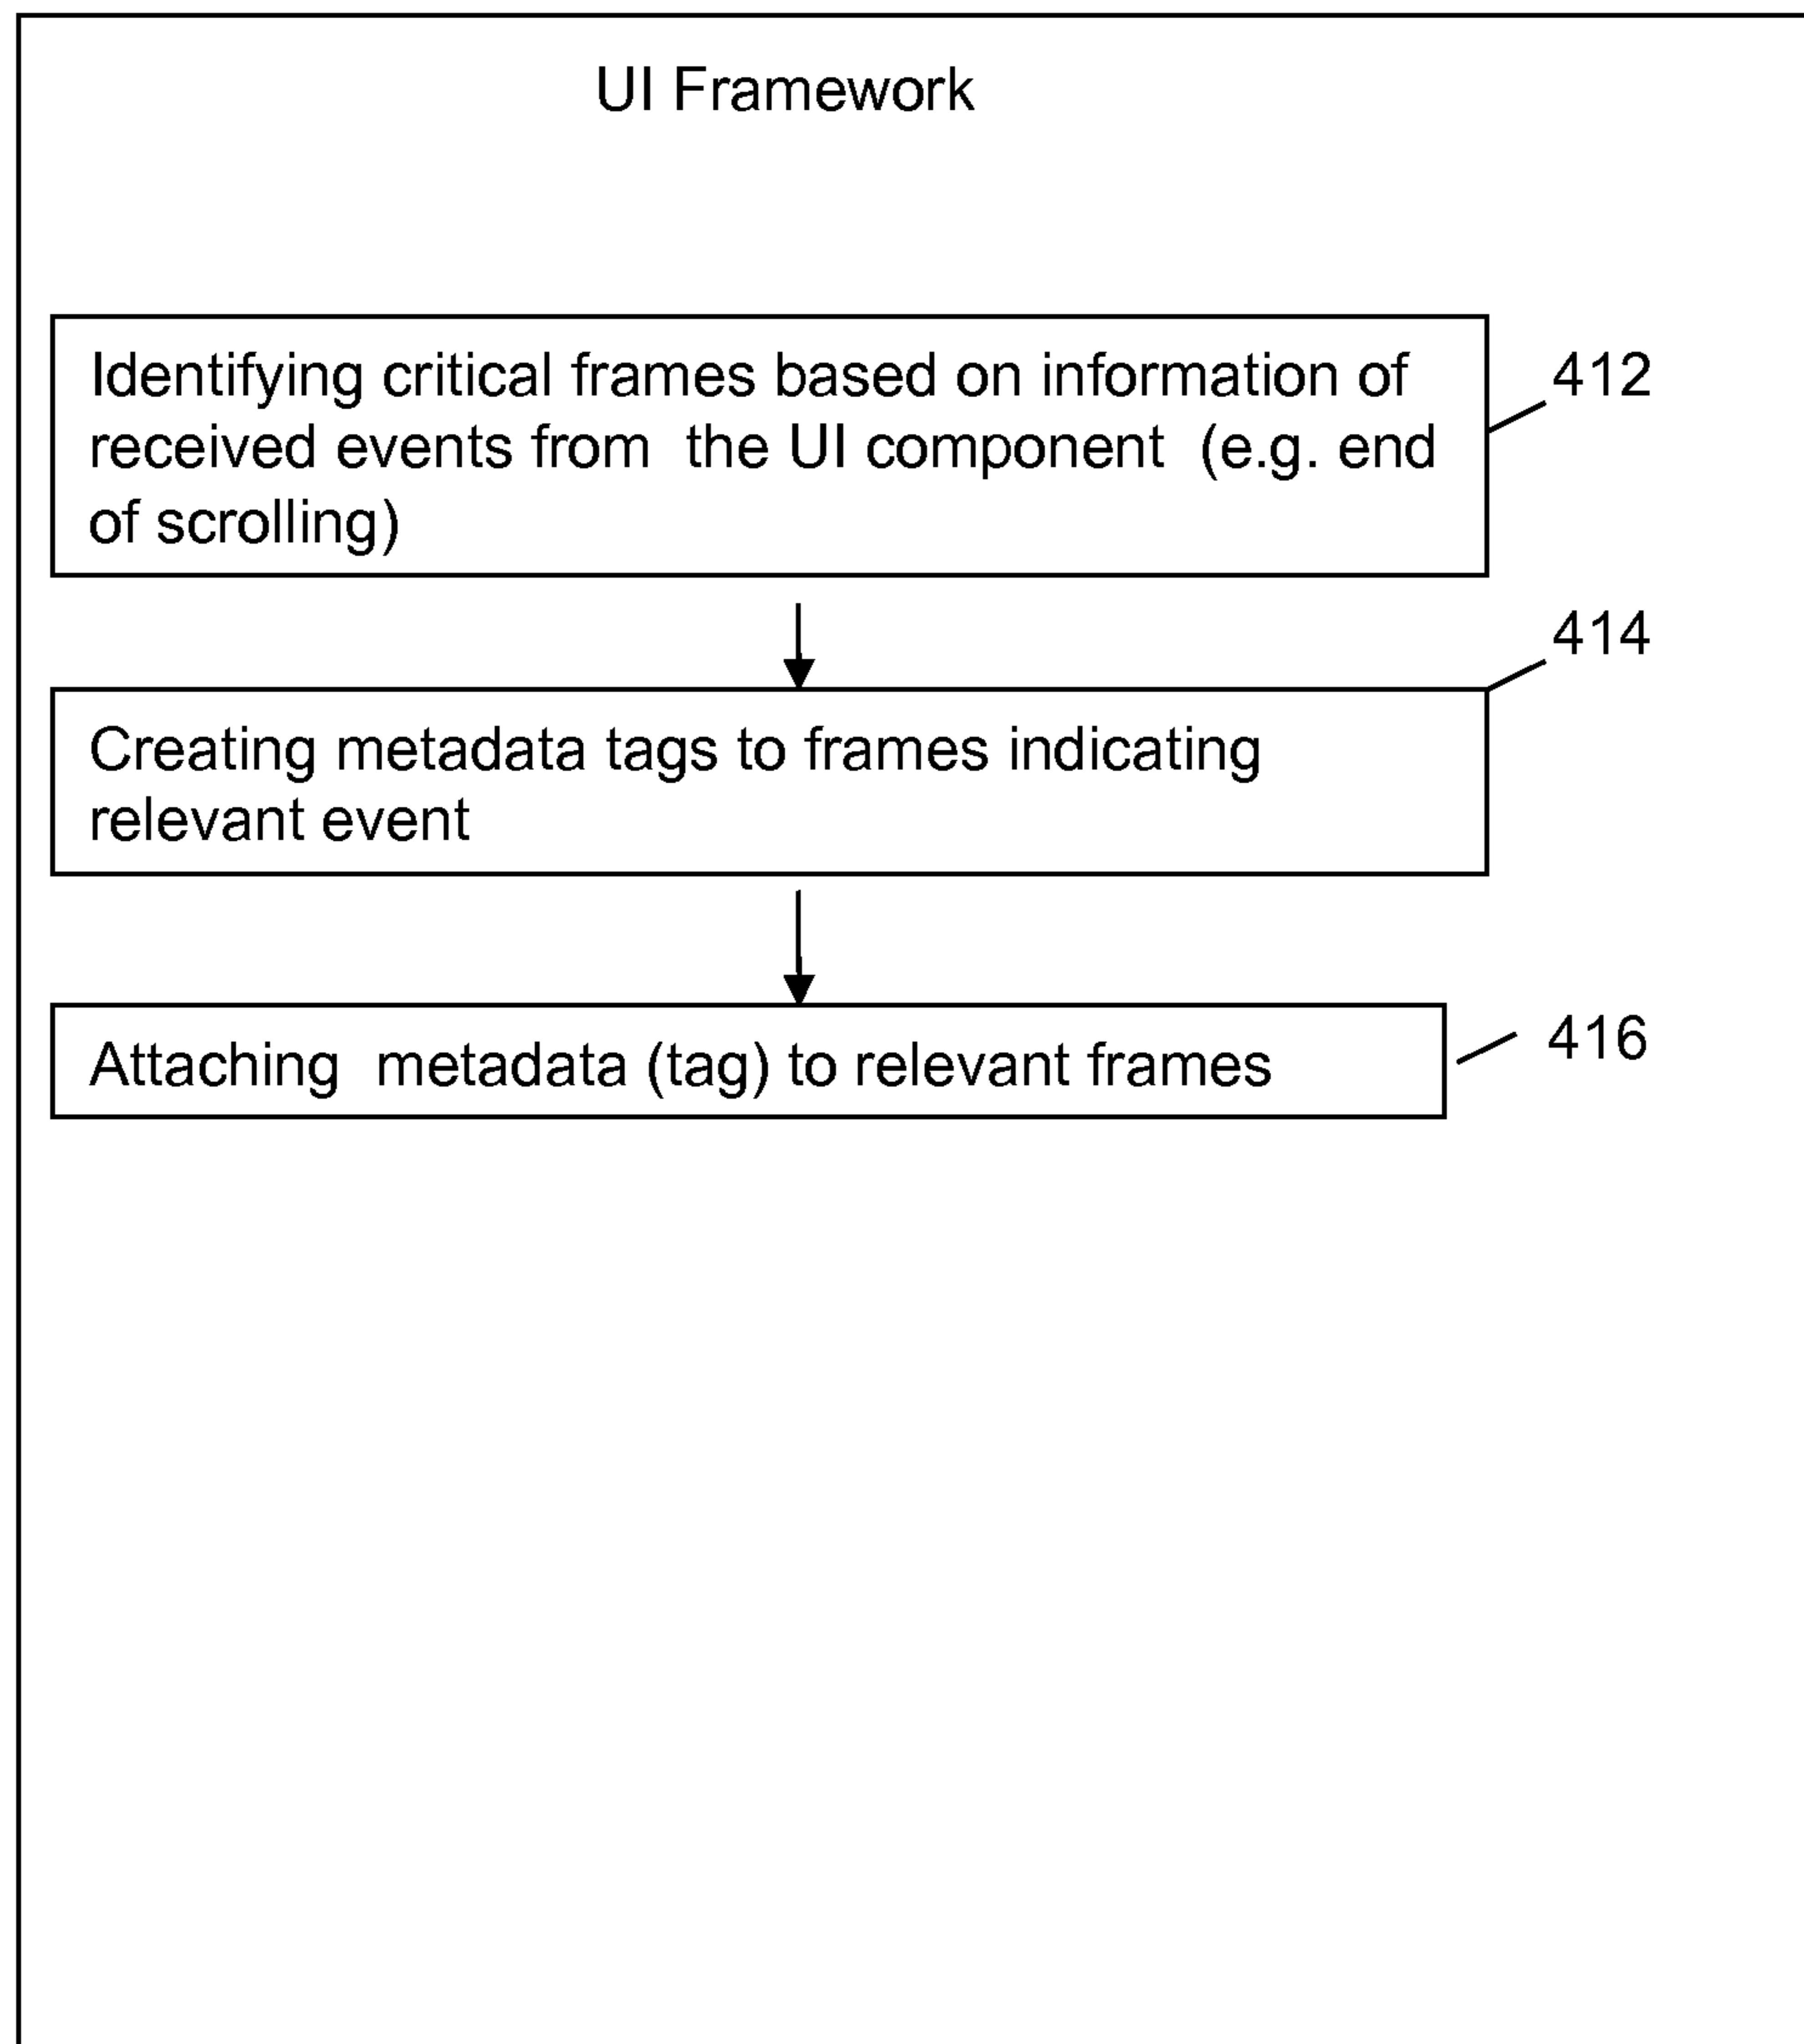 UI Framework
Identifying critical frames based on information of
received events from the UI component (e.g. end
of scrolling)
412
414
Creating metadata tags to frames indicating
relevant event
Attaching metadata (tag) to relevant frames
416